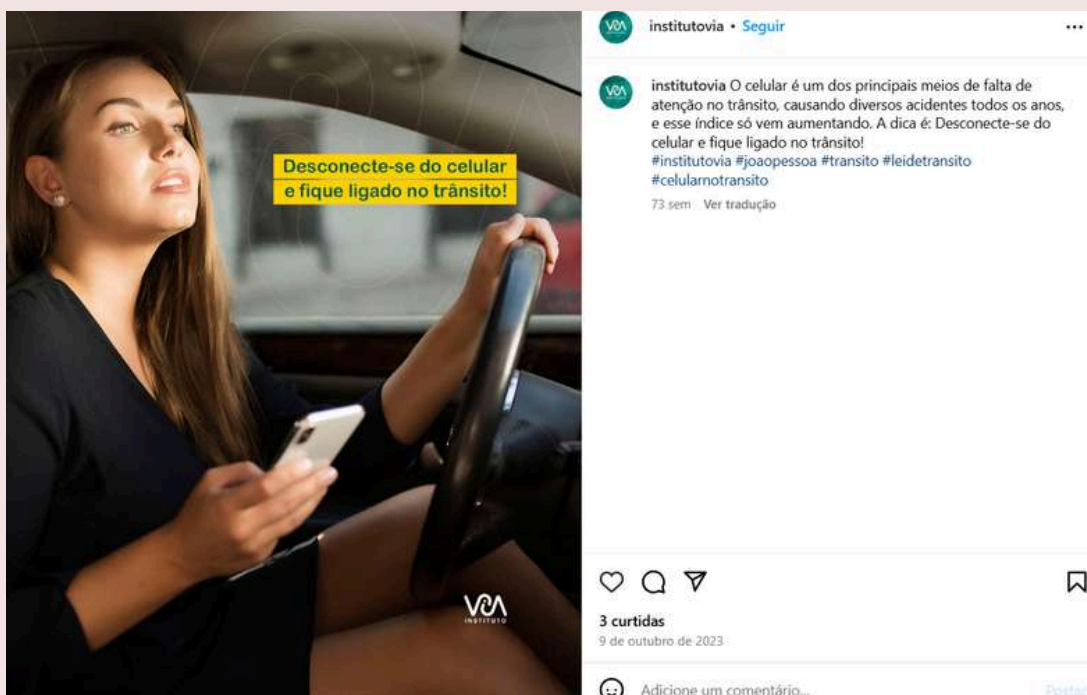 Desconecte-se do celular
e fique ligado no trânsito!
VIA
INSTITUTO
VIA
institutovia • Seguir
VIA
institutovia O celular é um dos principais meios de falta de
atenção no trânsito, causando diversos acidentes todos os anos,
e esse índice só vem aumentando. A dica é: Desconecte-se do
celular e fique ligado no trânsito!
#institutovia #joaopessoa #transito #leidetransito
#celularnotransito
73 sem Ver tradução
3 curtidas
9 de outubro de 2023
Adicione um comentário...
Postar